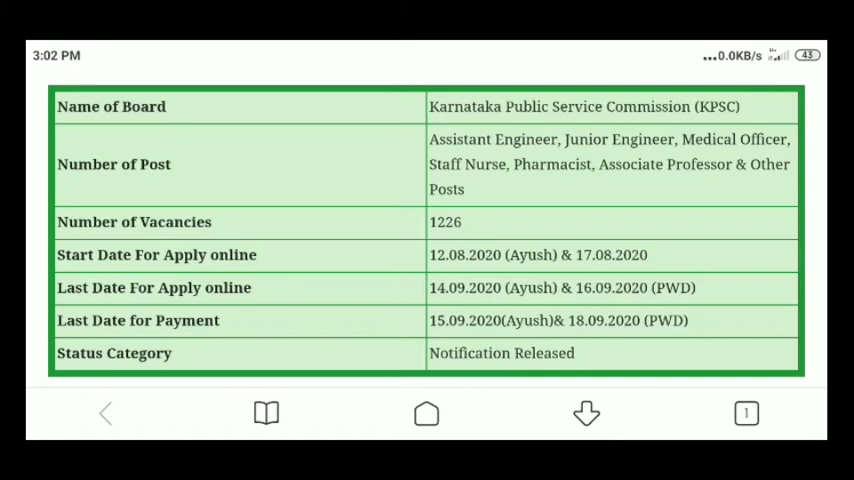 3:02 PM
...0.0KB/s
43
Name of Board
Karnataka Public Service Commission (KPSC)
Number of Post
Assistant Engineer, Junior Engineer, Medical Officer,
Staff Nurse, Pharmacist, Associate Professor & Other
Posts
Number of Vacancies
1226
Start Date For Apply online
12.08.2020 (Ayush) & 17.08.2020
Last Date For Apply online
14.09.2020 (Ayush) & 16.09.2020 (PWD)
Last Date for Payment
15.09.2020(Ayush)& 18.09.2020 (PWD)
Status Category
Notification Released
1